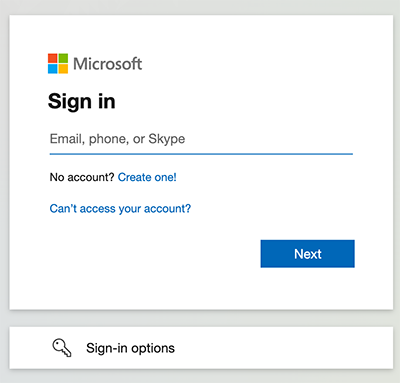 Microsoft
Sign in
Email, phone, or Skype
No account? Create one!
Can't access your account?
Next
Sign-in options